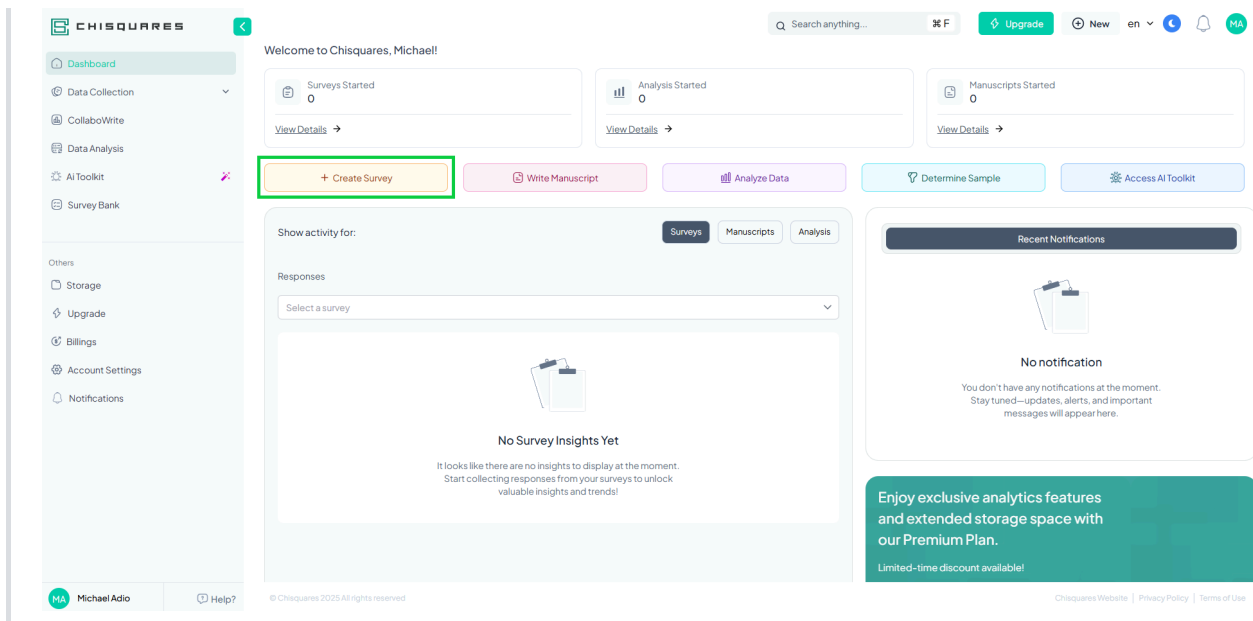 CHISQUARES
Search anything...
⌘ F
Upgrade
New
en
MA
Dashboard
Data Collection
CollaboWrite
Data Analysis
Ai Toolkit
Survey Bank
Others
Storage
Upgrade
Billings
Account Settings
Notifications
MA
Michael Adio
Help?
Welcome to Chisquares, Michael!
Surveys Started
0
View Details →
Analysis Started
0
View Details →
Manuscripts Started
0
View Details →
+ Create Survey
Write Manuscript
Analyze Data
Determine Sample
Access AI Toolkit
Show activity for:
Surveys
Manuscripts
Analysis
Responses
Select a survey
No Survey Insights Yet
It looks like there are no insights to display at the moment.
Start collecting responses from your surveys to unlock
valuable insights and trends!
Recent Notifications
No notification
You don't have any notifications at the moment.
Stay tuned—updates, alerts, and important
messages will appear here.
Enjoy exclusive analytics features
and extended storage space with
our Premium Plan.
Limited-time discount available!
© Chisquares 2025 All rights reserved
Chisquares Website | Privacy Policy | Terms of Use